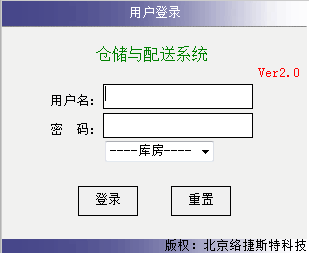 用户登录
仓储与配送系统
Ver2.0
用户名：
密　码：
----库房----
登录 重置
版权：北京络捷斯特科技